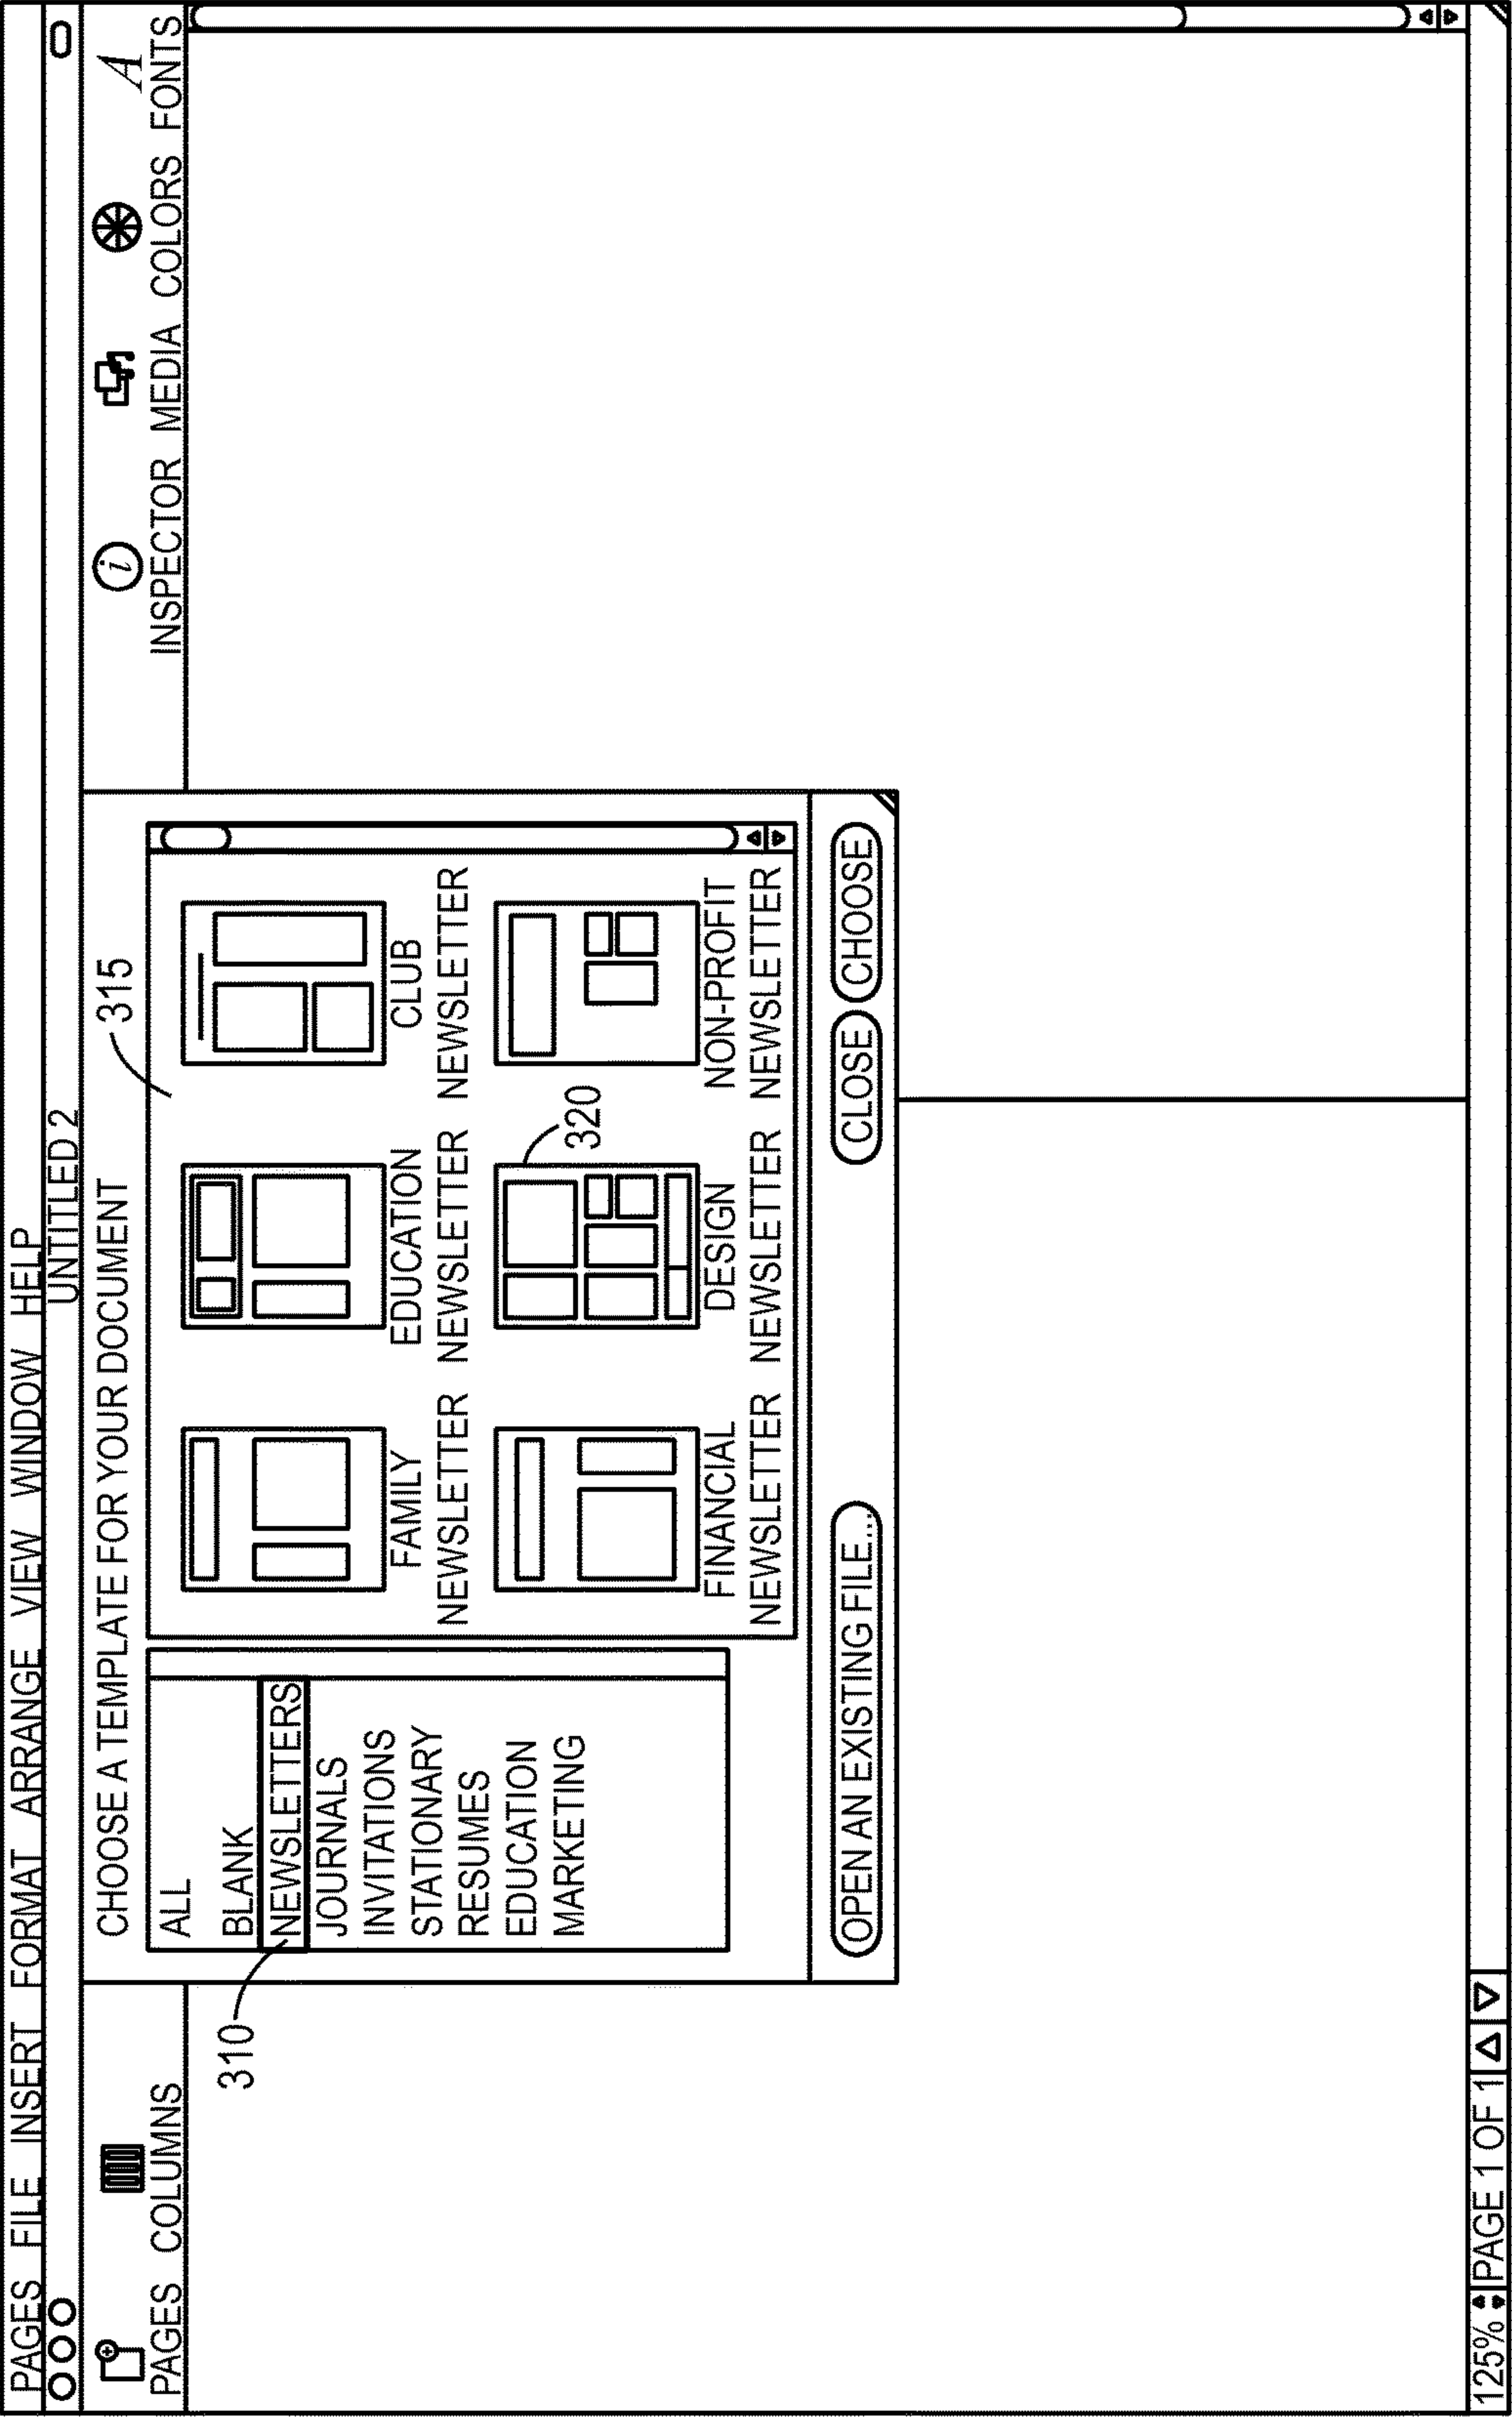 PAGES FILE INSERT FORMAT ARRANGE VIEW WINDOW HELP
UNTITLED 2
PAGES COLUMNS
INSPECTOR MEDIA COLORS FONTS
i
A
CHOOSE A TEMPLATE FOR YOUR DOCUMENT
315
310
ALL
BLANK
NEWSLETTERS
JOURNALS
INVITATIONS
STATIONARY
RESUMES
EDUCATION
MARKETING
FAMILY
NEWSLETTER
EDUCATION
NEWSLETTER
CLUB
NEWSLETTER
320
FINANCIAL
NEWSLETTER
DESIGN
NEWSLETTER
NON-PROFIT
NEWSLETTER
OPEN AN EXISTING FILE...
CLOSE
CHOOSE
125% PAGE 1 OF 1